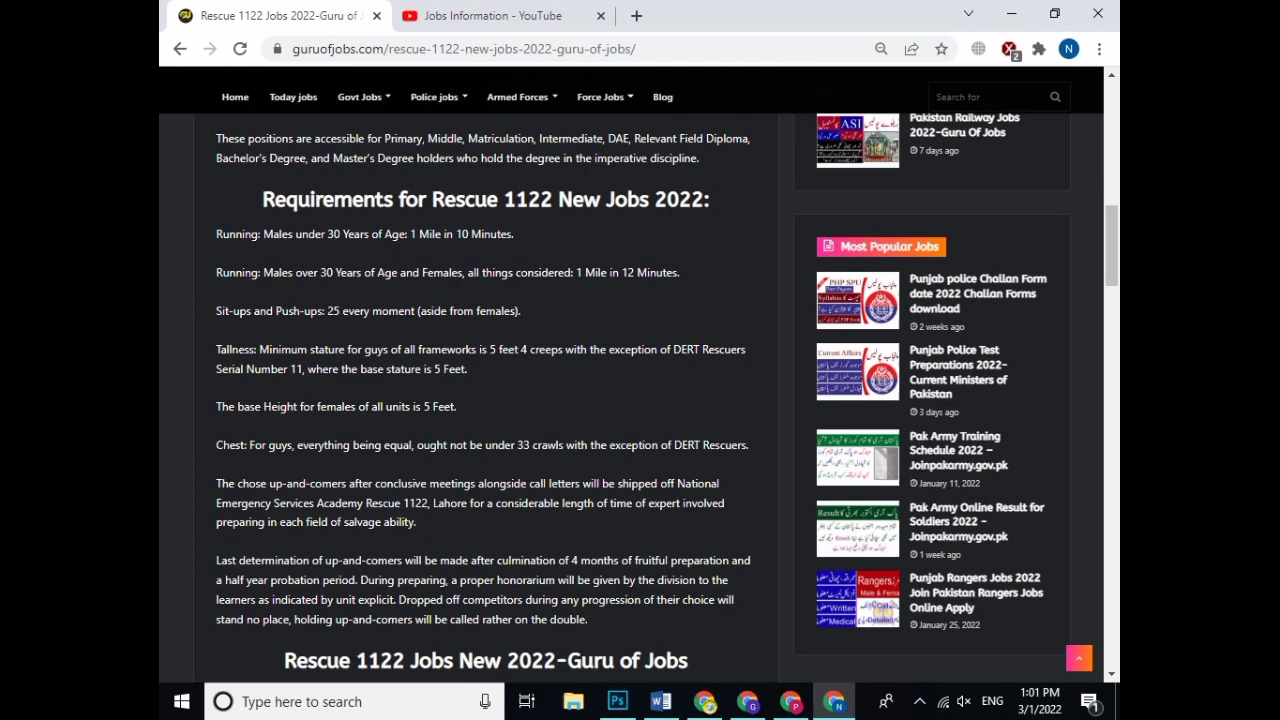 Rescue 1122 Jobs 2022-Guru of J
Jobs Information - YouTube
guruofjobs.com/rescue-1122-new-jobs-2022-guru-of-jobs/
N
2
Home
Today jobs
Govt Jobs
Police jobs
Armed Forces
Force Jobs
Blog
Search for
These positions are accessible for Primary, Middle, Matriculation, Intermediate, DAE, Relevant Field Diploma,
Bachelor's Degree, and Master's Degree holders who hold the degree in the imperative discipline.
Requirements for Rescue 1122 New Jobs 2022:
Running: Males under 30 Years of Age: 1 Mile in 10 Minutes.
Running: Males over 30 Years of Age and Females, all things considered: 1 Mile in 12 Minutes.
Sit-ups and Push-ups: 25 every moment (aside from females).
Tallness: Minimum stature for guys of all frameworks is 5 feet 4 creeps with the exception of DERT Rescuers
Serial Number 11, where the base stature is 5 Feet.
The base Height for females of all units is 5 Feet.
Chest: For guys, everything being equal, ought not be under 33 crawls with the exception of DERT Rescuers.
The chose up-and-comers after conclusive meetings alongside call letters will be shipped off National
Emergency Services Academy Rescue 1122, Lahore for a considerable length of time of expert involved
preparing in each field of salvage ability.
Last determination of up-and-comers will be made after culmination of 4 months of fruitful preparation and
a half year probation period. During preparing, a proper honorarium will be given by the division to the
learners as indicated by unit explicit. Dropped off competitors during any progression of their choice will
stand no place, holding up-and-comers will be called rather on the double.
Rescue 1122 Jobs New 2022-Guru of Jobs
ASI
Pakistan Railway Jobs
2022-Guru Of Jobs
7 days ago
Most Popular Jobs
PHP SPU
Punjab police Challan Form
date 2022 Challan Forms
download
2 weeks ago
Current Affairs
Punjab Police Test
Preparations 2022-
Current Ministers of
Pakistan
3 days ago
Pak Army Training
Schedule 2022 –
Joinpakarmy.gov.pk
January 11, 2022
Result
Pak Army Online Result for
Soldiers 2022 -
Joinpakarmy.gov.pk
1 week ago
Rangers
Male & Fema
Written
Medical
Punjab Rangers Jobs 2022
Join Pakistan Rangers Jobs
Online Apply
January 25, 2022
Type here to search
Ps
W
ENG
1:01 PM
3/1/2022
1